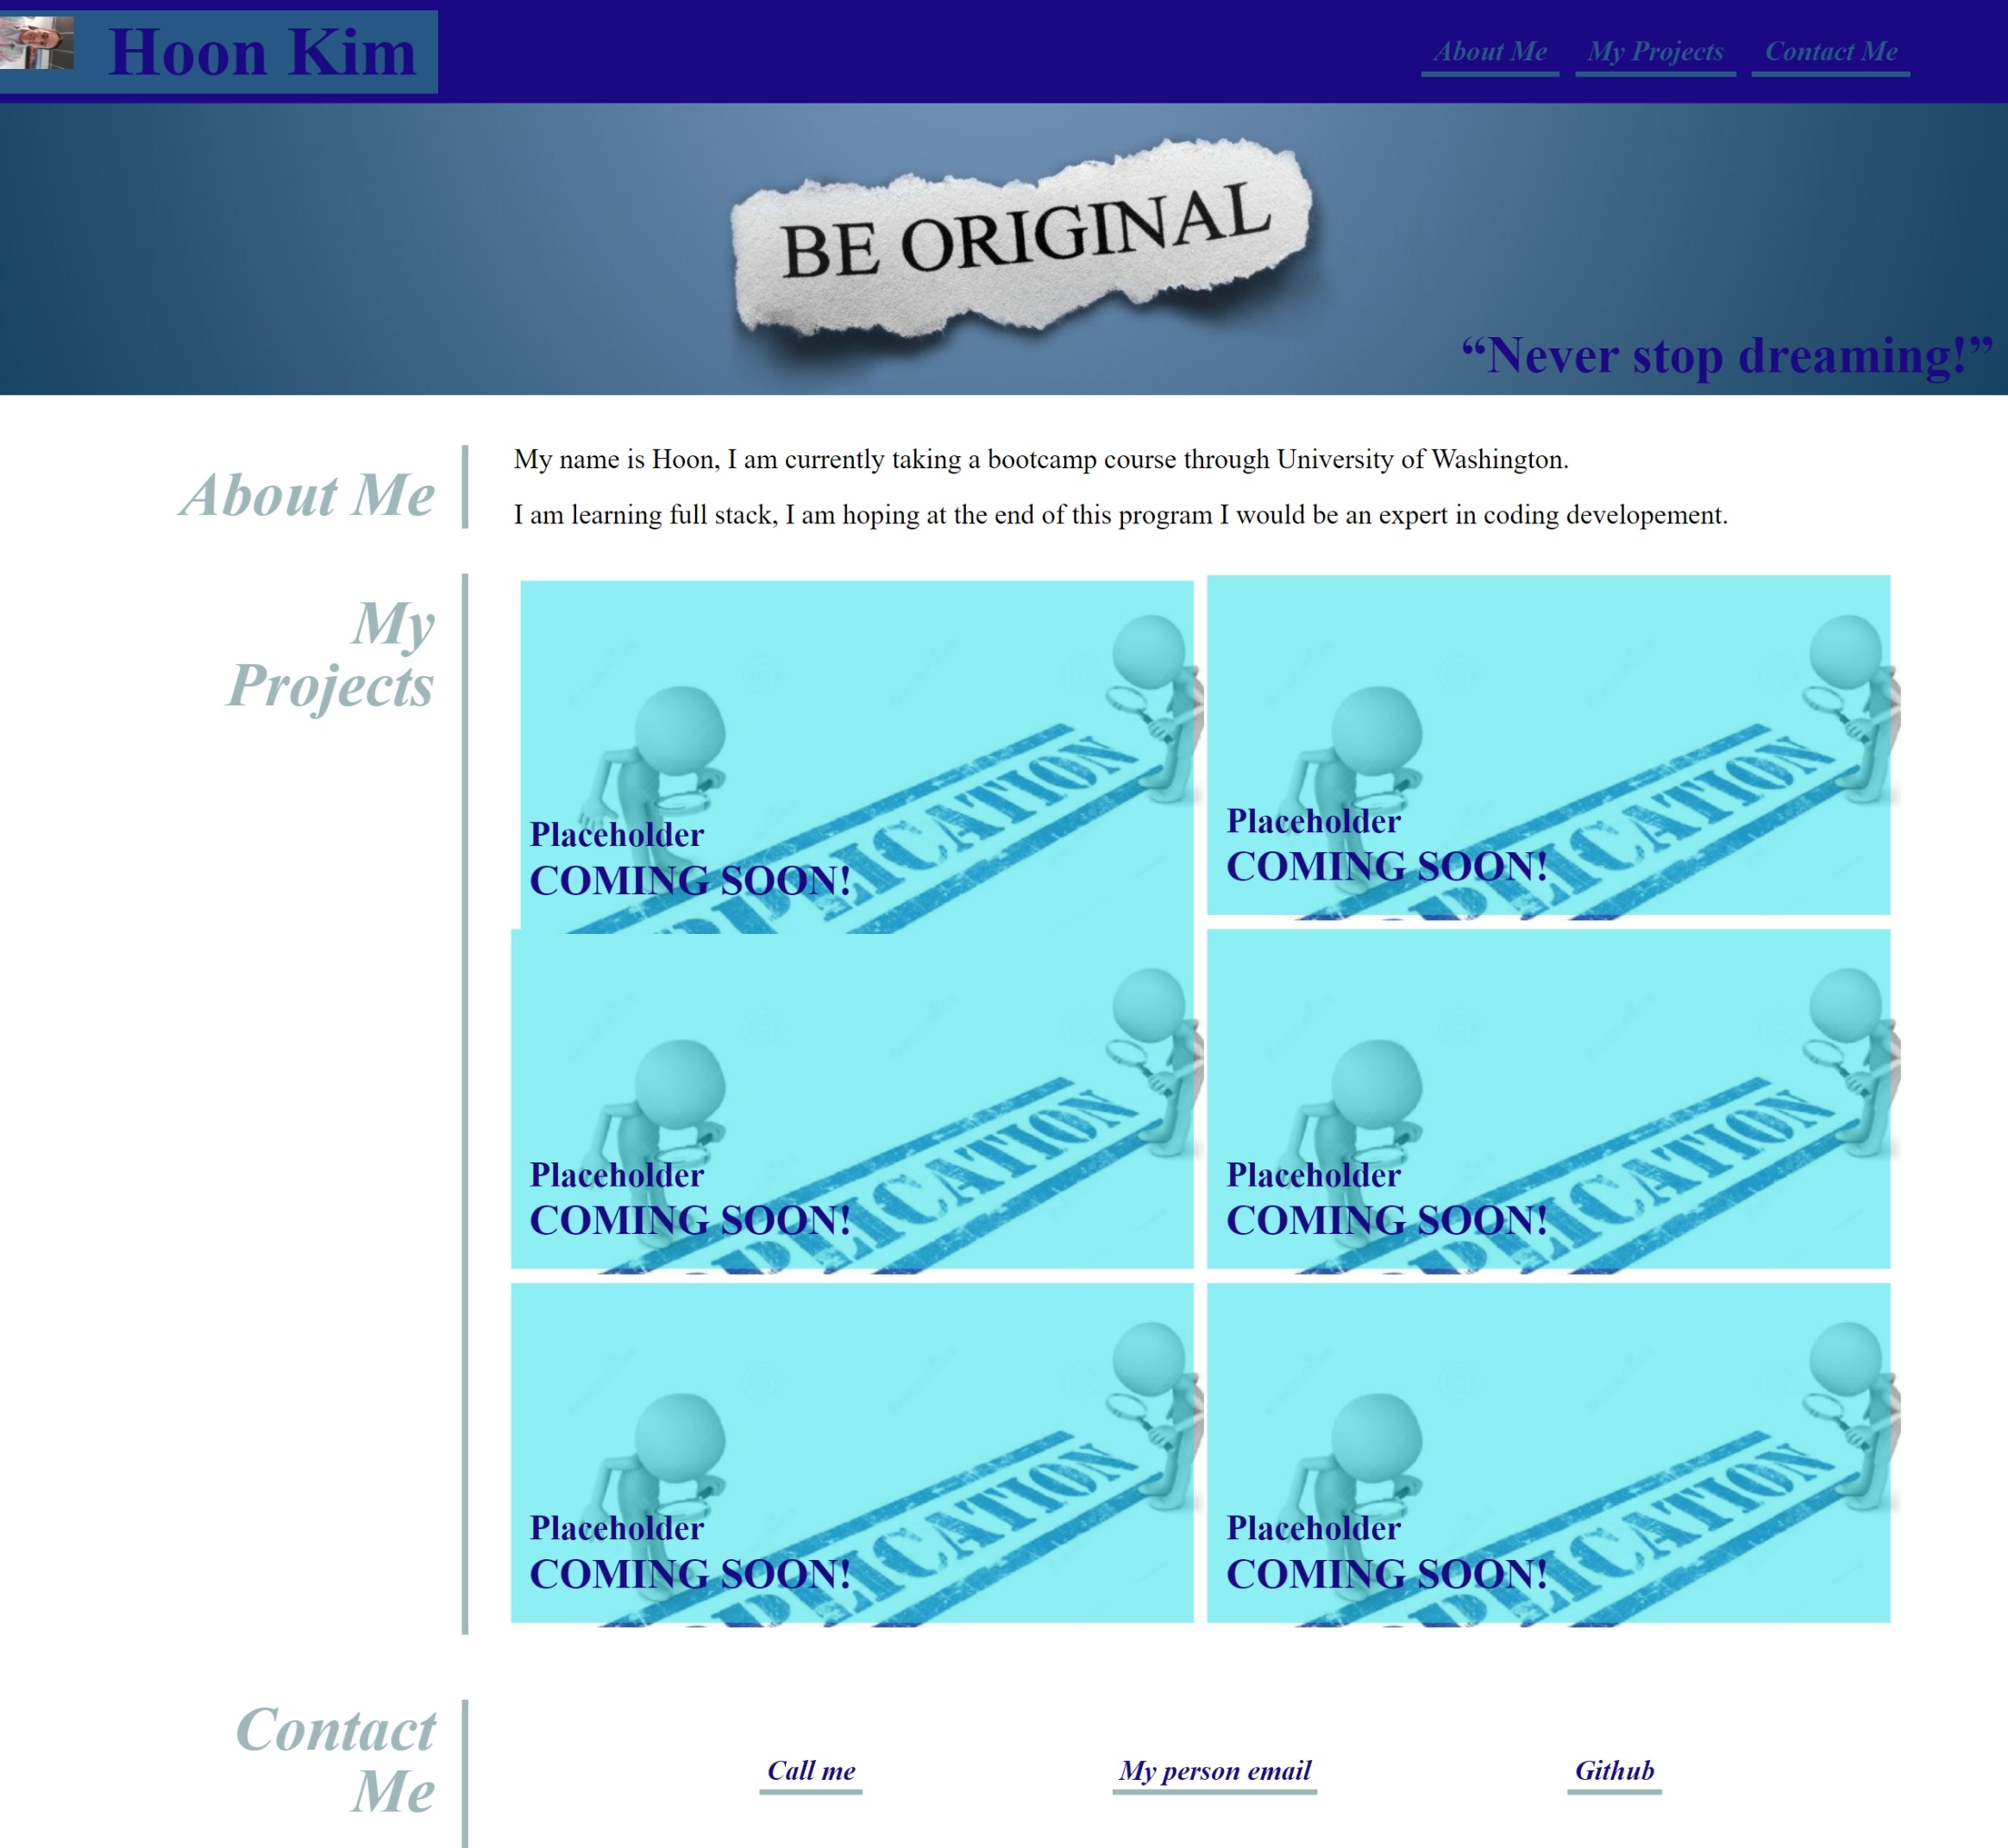 Hoon Kim
About Me
My Projects
Contact Me
BE ORIGINAL
“Never stop dreaming!”
About Me
My name is Hoon, I am currently taking a bootcamp course through University of Washington.
I am learning full stack, I am hoping at the end of this program I would be an expert in coding developement.
My
Projects
Placeholder
COMING SOON!
Placeholder
COMING SOON!
Placeholder
COMING SOON!
Placeholder
COMING SOON!
Placeholder
COMING SOON!
Placeholder
COMING SOON!
Contact
Me
Call me
My person email
Github